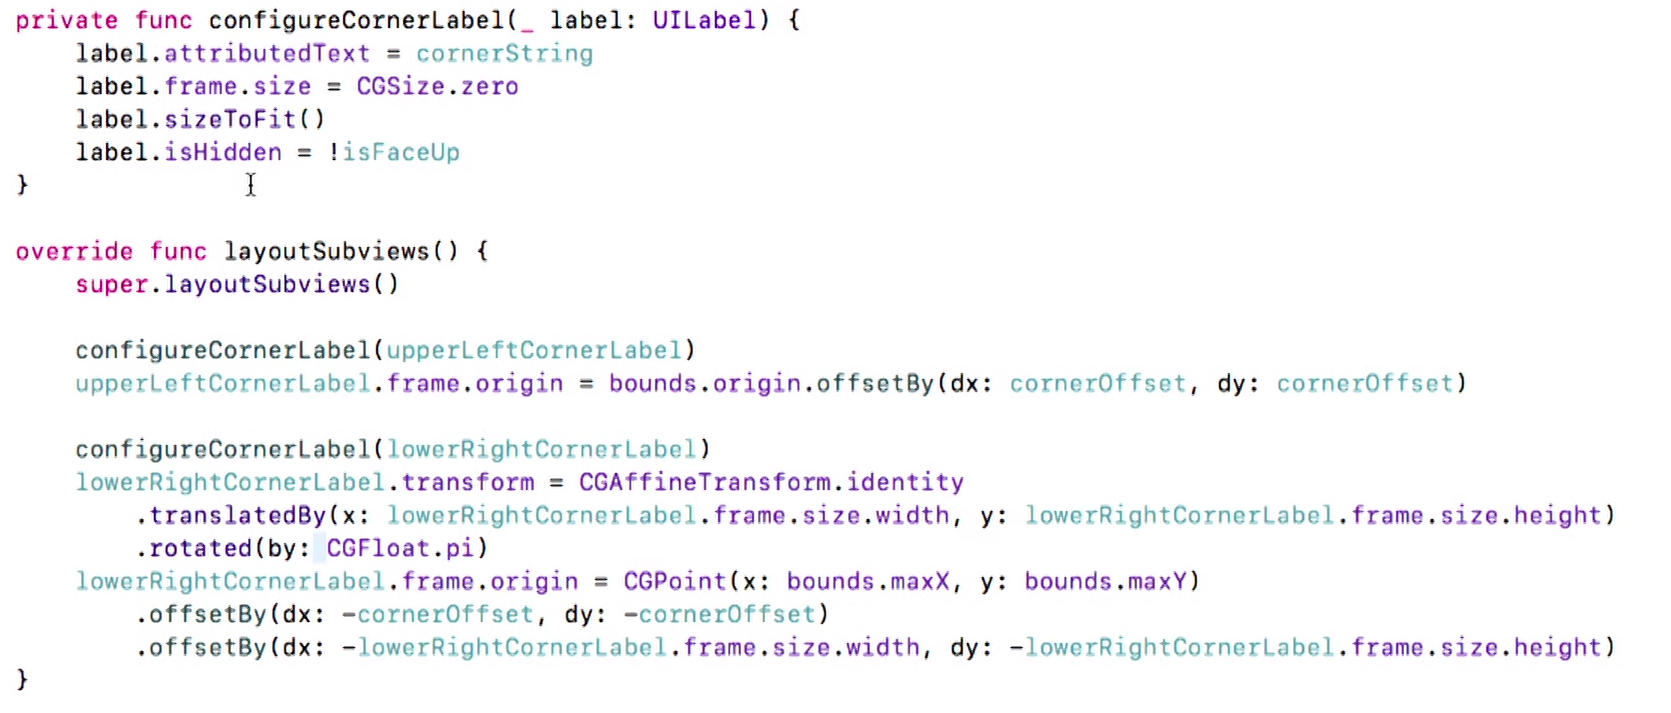 private func configureCornerLabel(_ label: UILabel) {
    label.attributedText = cornerString
    label.frame.size = CGSize.zero
    label.sizeToFit()
    label.isHidden = !isFaceUp
}

override func layoutSubviews() {
    super.layoutSubviews()

    configureCornerLabel(upperLeftCornerLabel)
    upperLeftCornerLabel.frame.origin = bounds.origin.offsetBy(dx: cornerOffset, dy: cornerOffset)

    configureCornerLabel(lowerRightCornerLabel)
    lowerRightCornerLabel.transform = CGAffineTransform.identity
        .translatedBy(x: lowerRightCornerLabel.frame.size.width, y: lowerRightCornerLabel.frame.size.height)
        .rotated(by: CGFloat.pi)
    lowerRightCornerLabel.frame.origin = CGPoint(x: bounds.maxX, y: bounds.maxY)
        .offsetBy(dx: -cornerOffset, dy: -cornerOffset)
        .offsetBy(dx: -lowerRightCornerLabel.frame.size.width, dy: -lowerRightCornerLabel.frame.size.height)
}